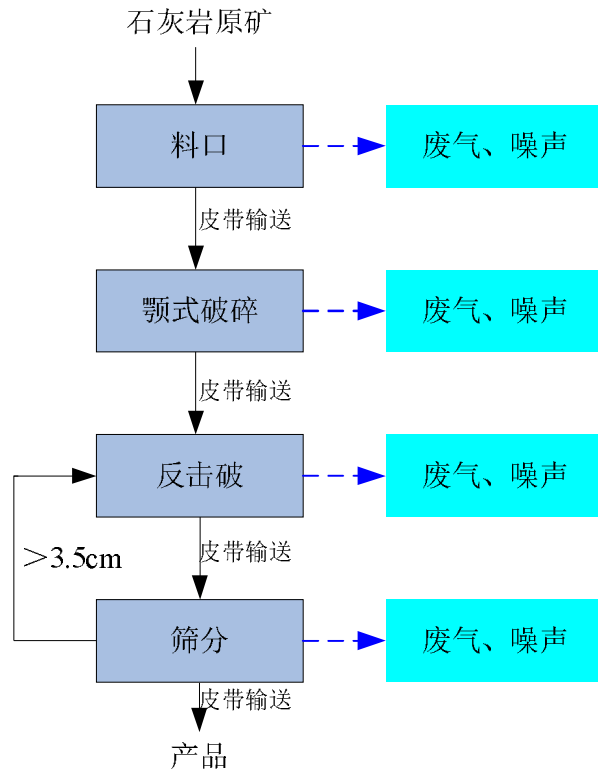 石灰岩原矿
料口
废气、噪声
皮带输送
颚式破碎
废气、噪声
皮带输送
反击破
废气、噪声
皮带输送
>3.5cm
筛分
废气、噪声
皮带输送
产品